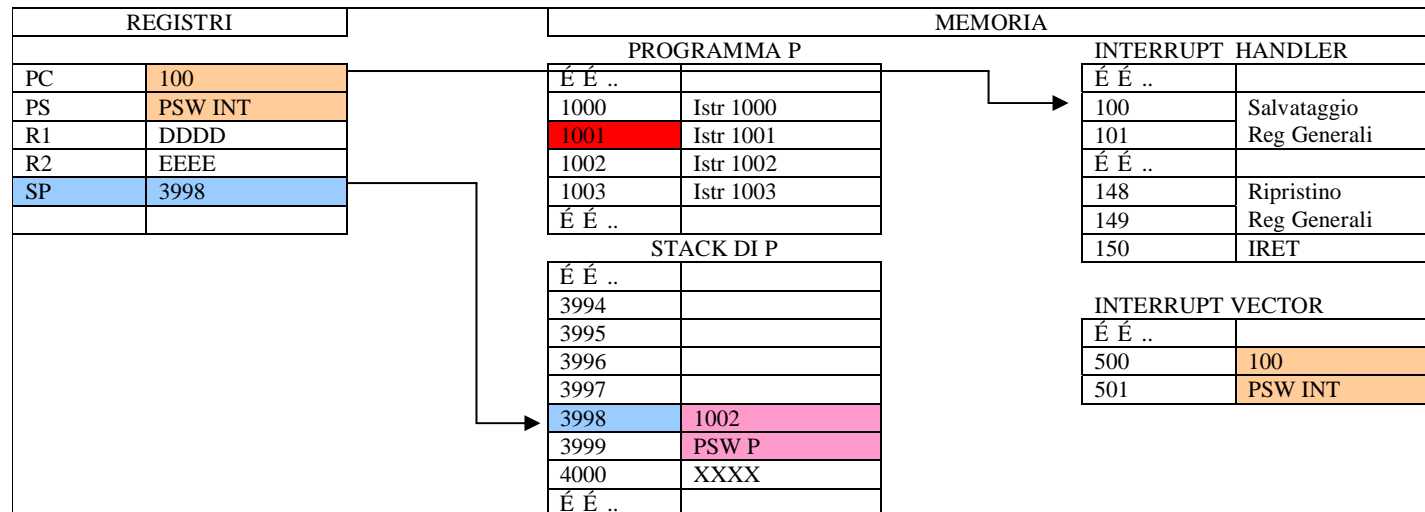 REGISTRI
MEMORIA
PROGRAMMA P
INTERRUPT HANDLER
PC 100
PS PSW INT
R1 DDDD
R2 EEEE
SP 3998
É É ..
1000 Istr 1000
1001 Istr 1001
1002 Istr 1002
1003 Istr 1003
É É ..
É É ..
100 Salvataggio
101 Reg Generali
É É ..
148 Ripristino
149 Reg Generali
150 IRET
STACK DI P
É É ..
3994
3995
3996
3997
3998 1002
3999 PSW P
4000 XXXX
É É ..
INTERRUPT VECTOR
É É ..
500 100
501 PSW INT